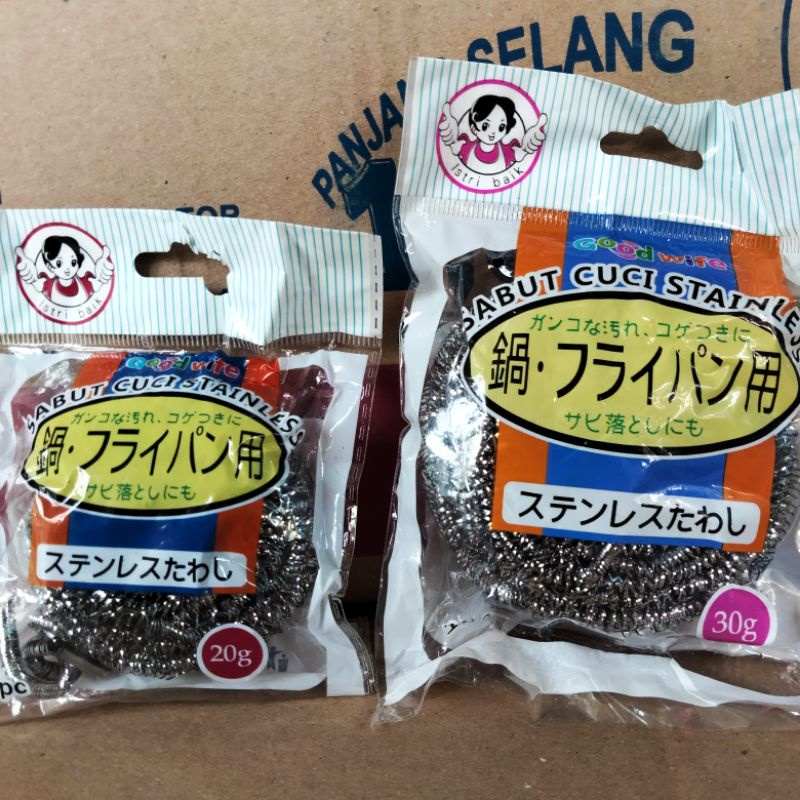 PANJANG SELANG
istri baik
Good wife
SABUT CUCI STAINLESS
ガンコな汚れ、コゲつきに
鍋・フライパン用
サビ落としにも
ステンレスたわし
20g
pc
istri baik
Good wife
SABUT CUCI STAINLESS
ガンコな汚れ、コゲつきに
鍋・フライパン用
サビ落としにも
ステンレスたわし
30g